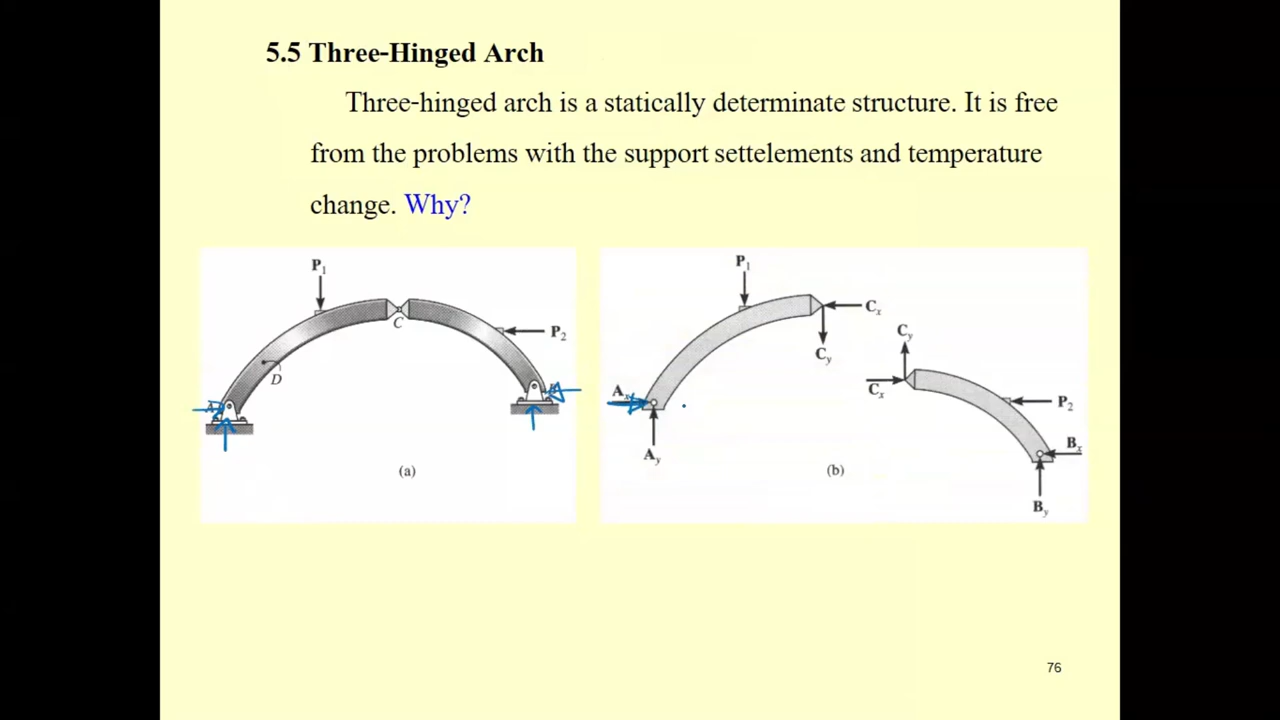 5.5 Three-Hinged Arch
Three-hinged arch is a statically determinate structure. It is free
from the problems with the support settelements and temperature
change. Why?
P1
C
P2
D
A
(a)
P1
Cx
Cy
Ax
Ay
Cy
Cx
P2
Bx
By
(b)
76